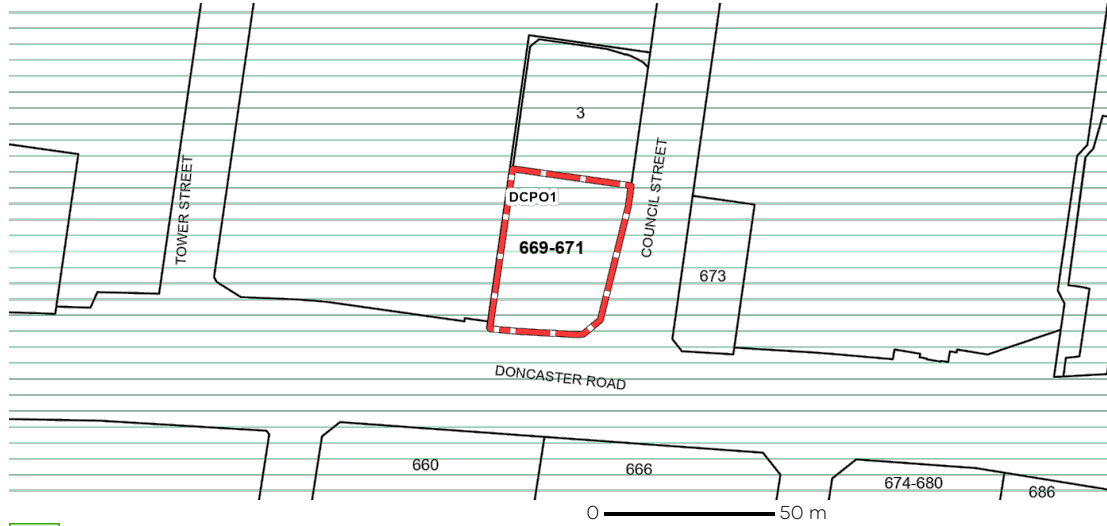 3
TOWER STREET
COUNCIL STREET
DCPO1
669-671
673
DONCASTER ROAD
660
666
674-680
686
0 50 m